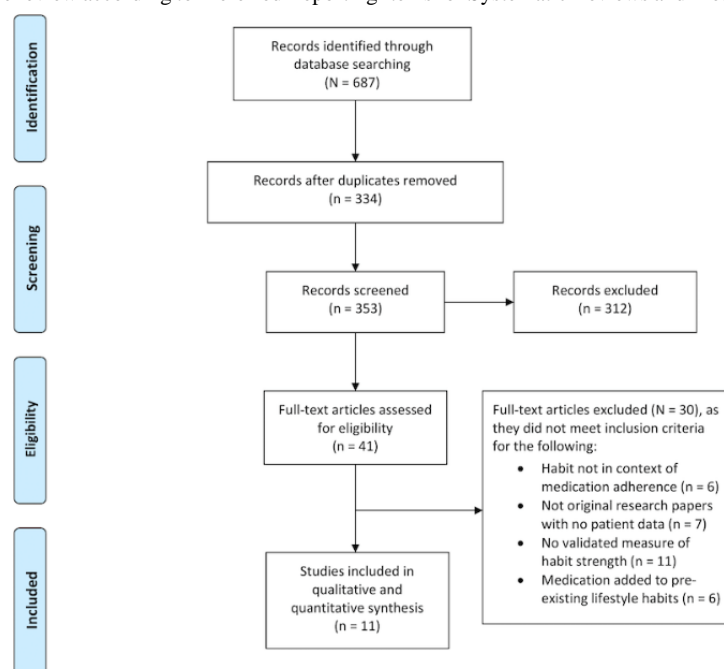 Records identified through
database searching
(N = 687)
Identification
Records after duplicates removed
(n = 334)
Screening
Records screened
(n = 353)
Records excluded
(n = 312)
Eligibility
Full-text articles assessed
for eligibility
(n = 41)
Full-text articles excluded (N = 30), as
they did not meet inclusion criteria
for the following:
• Habit not in context of
medication adherence (n = 6)
• Not original research papers
with no patient data (n = 7)
• No validated measure of
habit strength (n = 11)
• Medication added to pre-
existing lifestyle habits (n = 6)
Included
Studies included in
qualitative and
quantitative synthesis
(n = 11)